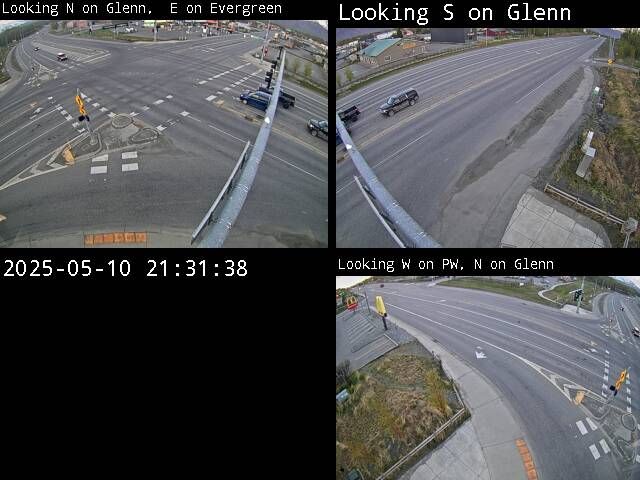 Looking N on Glenn,  E on Evergreen
Looking S on Glenn
2025-05-10 21:31:38
Looking W on PW, N on Glenn